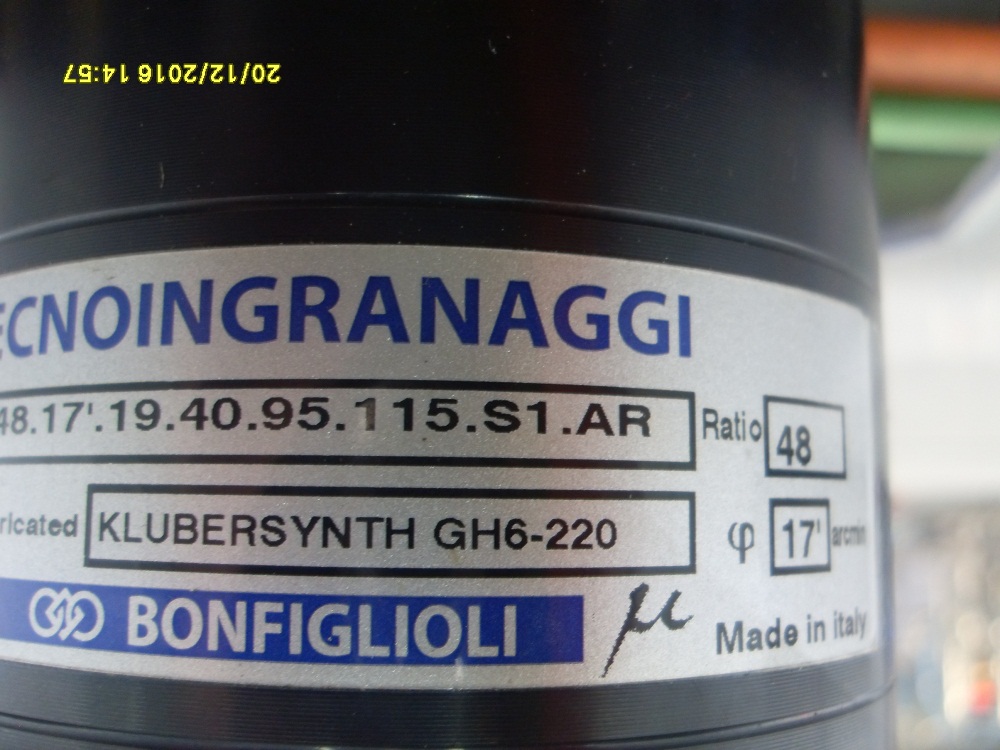 20/12/2016 14:57
ECNOINGRANAGGI
48.17'.19.40.95.115.S1.AR
Ratio 48
ricated KLUBERSYNTH GH6-220
φ 17' arcmin
BONFIGLIOLI
μ
Made in italy